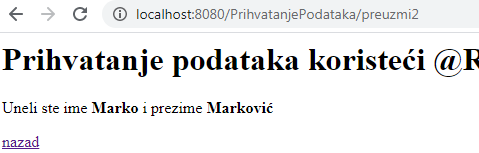 localhost:8080/PrihvatanjePodataka/preuzmi2
Prihvatanje podataka koristeći @R
Uneli ste ime Marko i prezime Marković
nazad